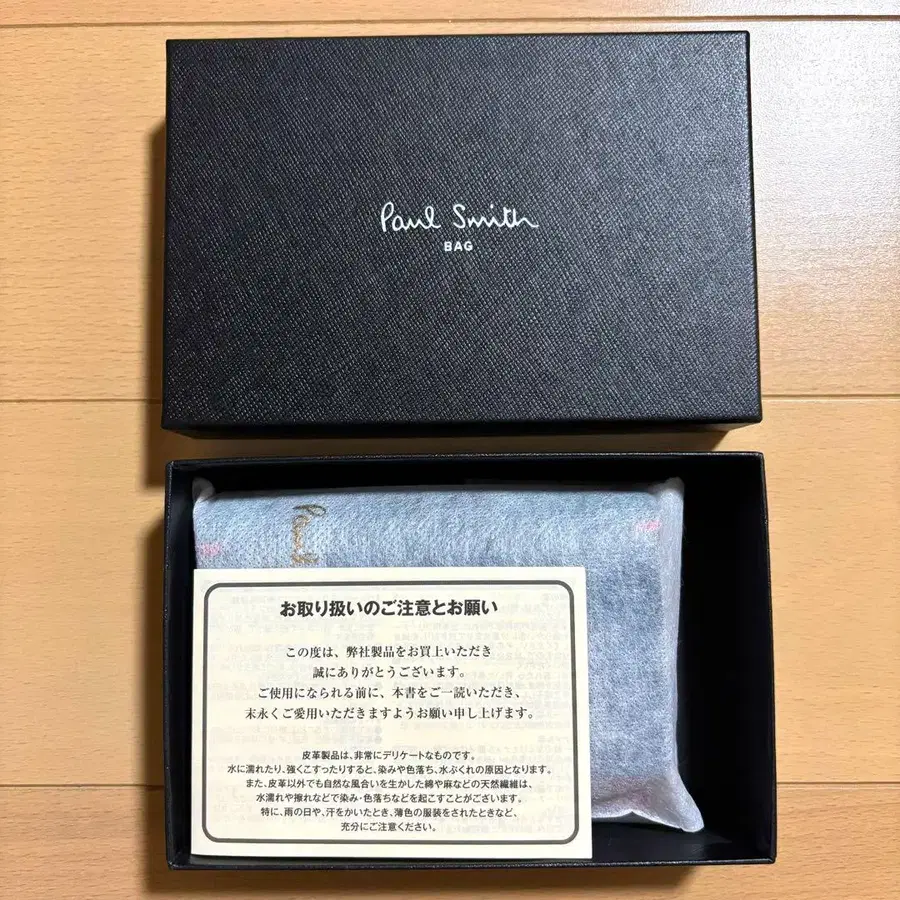 Paul Smith
BAG
Paul
お取り扱いのご注意とお願い
この度は、弊社製品をお買上いただき
誠にありがとうございます。
ご使用になられる前に、本書をご一読いただき、
末永くご愛用いただきますようお願い申し上げます。
皮革製品は、非常にデリケートなものです。
水に濡れたり、強くこすったりすると、染みや色落ち、水ぶくれの原因となります。
また、皮革以外でも自然な風合いを生かした綿や麻などの天然繊維は、
水濡れや擦れなどで染み・色落ちなどを起こすことがございます。
特に、雨の日や、汗をかいたとき、薄色の服装をされたときなど、
充分にご注意ください。